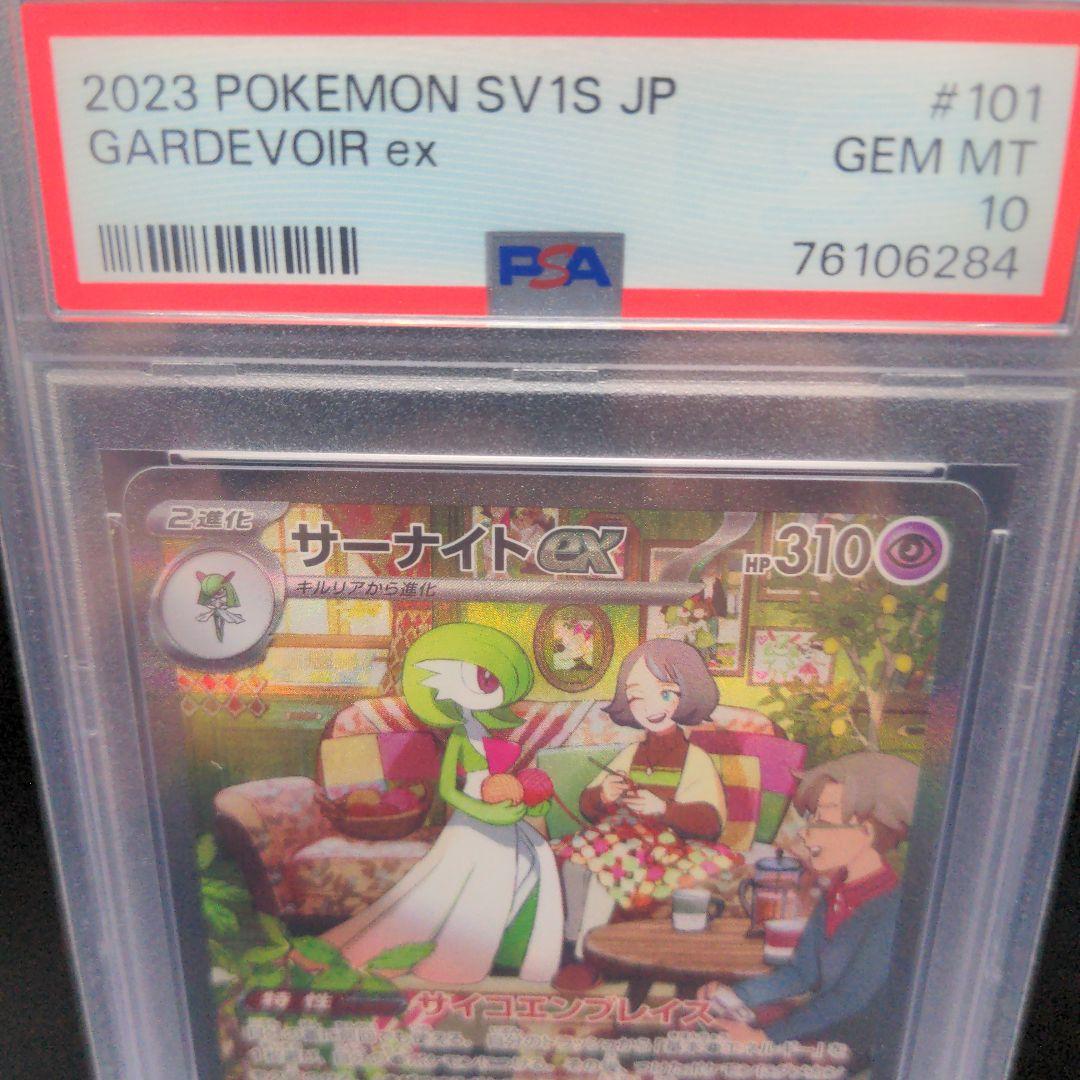 2023 POKEMON SV1S JP #101
GARDEVOIR ex GEM MT
10
PSA 76106284
2進化
サーナイトex HP310
キルリアから進化
特性 サイコエンブレイス